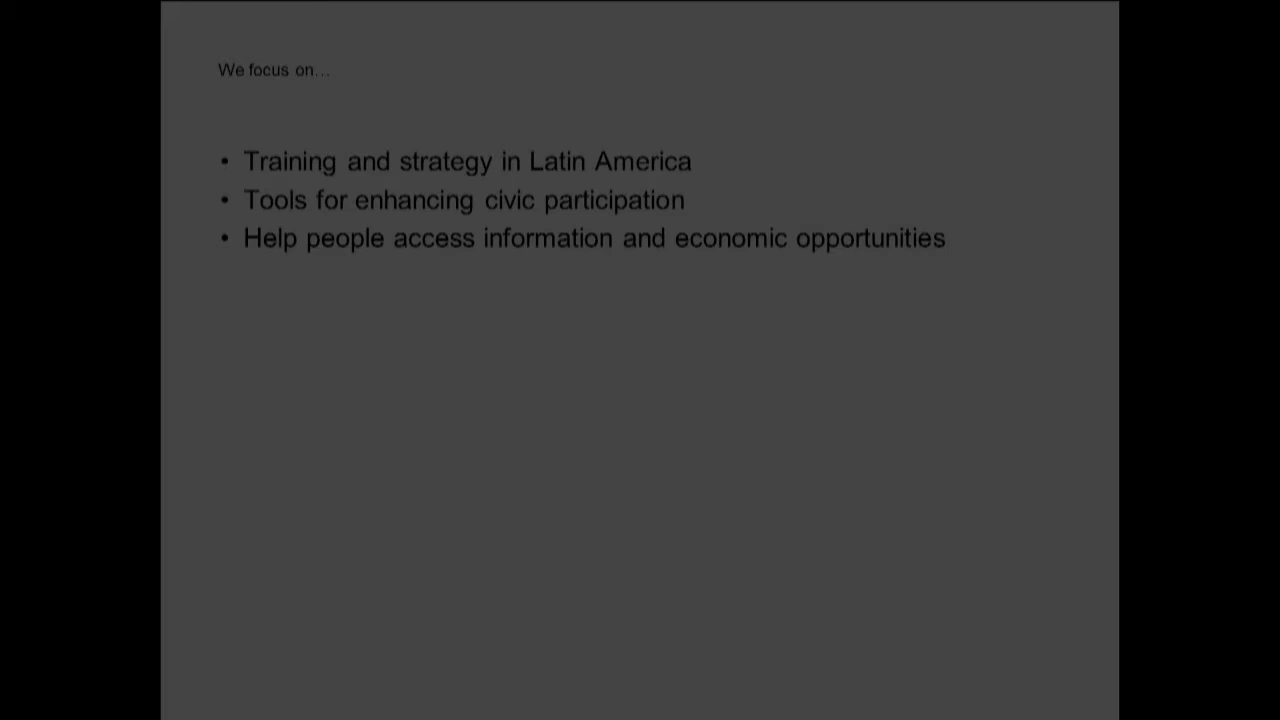 We focus on…
• Training and strategy in Latin America
• Tools for enhancing civic participation
• Help people access information and economic opportunities